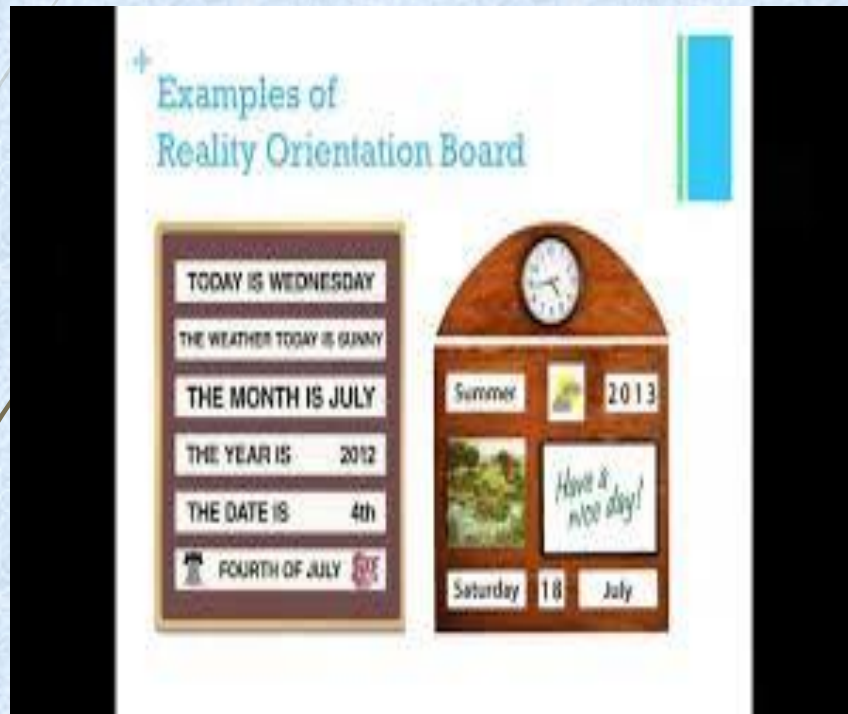 Examples of
Reality Orientation Board
TODAY IS WEDNESDAY
THE WEATHER TODAY IS SUNNY
THE MONTH IS JULY
THE YEAR IS 2012
THE DATE IS 4th
FOURTH OF JULY
Summer
2013
Have a
nice day!
Saturday 18 July